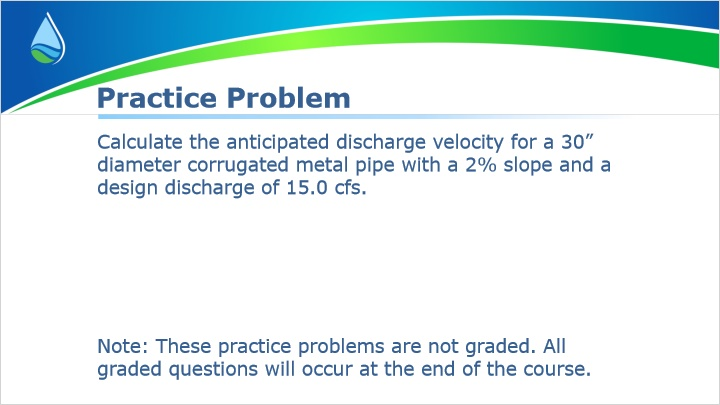 Practice Problem
Calculate the anticipated discharge velocity for a 30”
diameter corrugated metal pipe with a 2% slope and a
design discharge of 15.0 cfs.
Note: These practice problems are not graded. All
graded questions will occur at the end of the course.